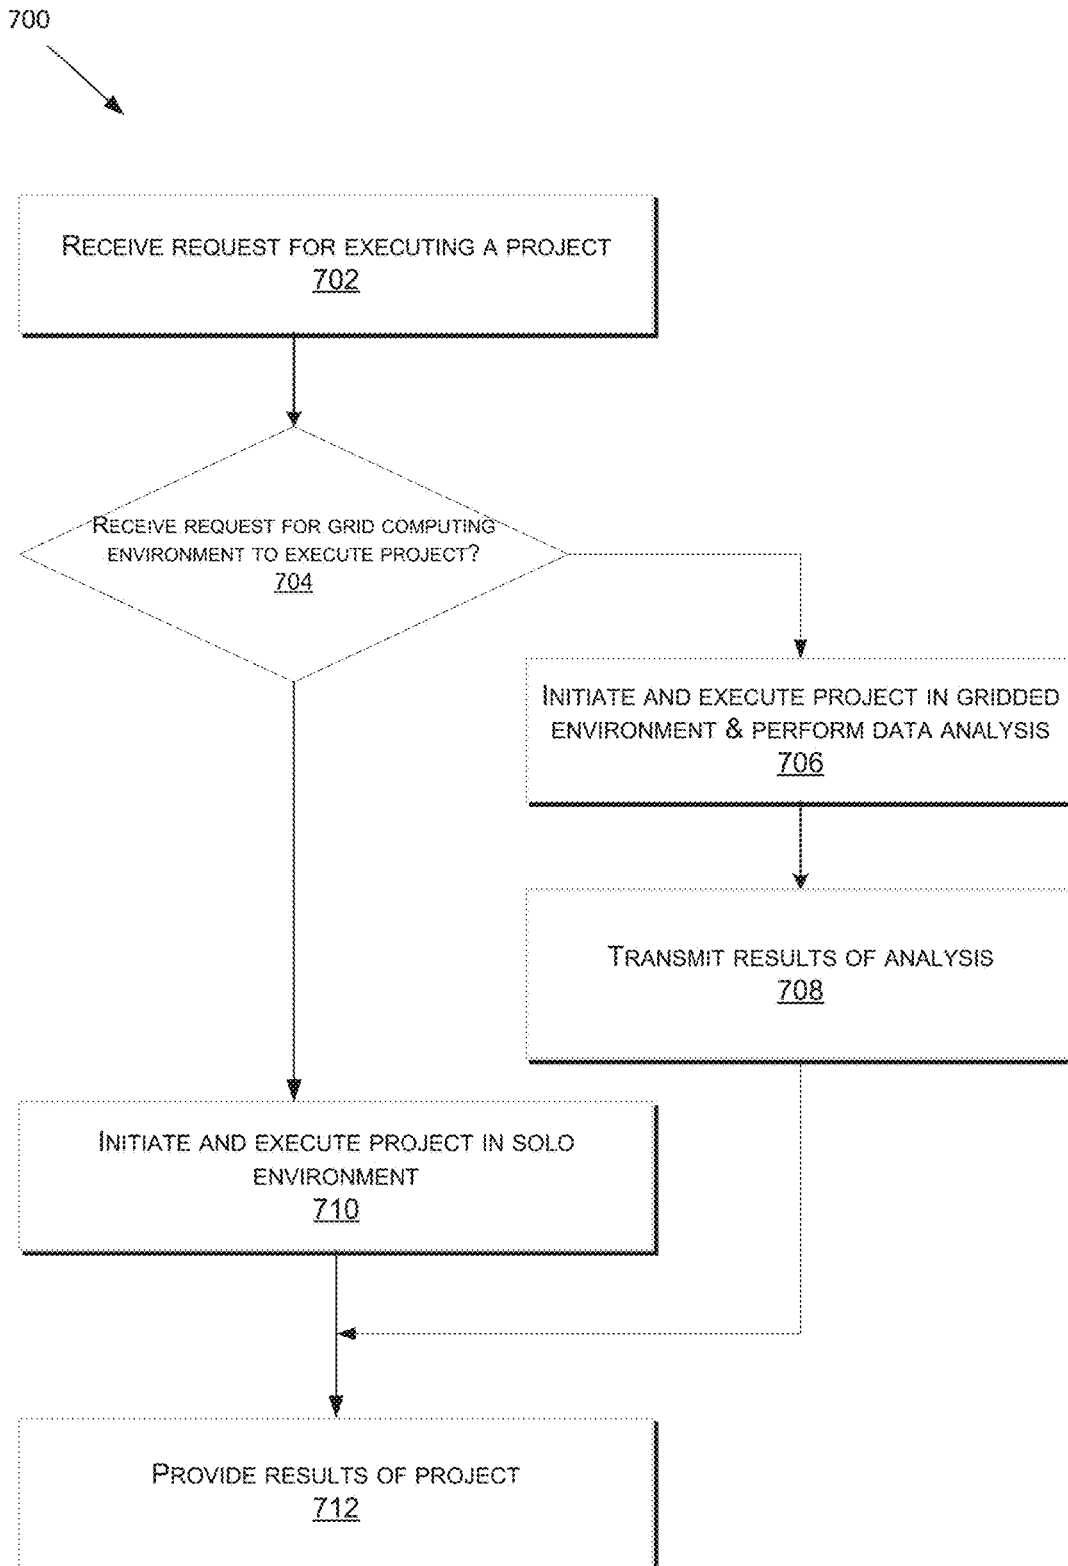 700
RECEIVE REQUEST FOR EXECUTING A PROJECT
702
RECEIVE REQUEST FOR GRID COMPUTING
ENVIRONMENT TO EXECUTE PROJECT?
704
INITIATE AND EXECUTE PROJECT IN GRIDDED
ENVIRONMENT & PERFORM DATA ANALYSIS
706
TRANSMIT RESULTS OF ANALYSIS
708
INITIATE AND EXECUTE PROJECT IN SOLO
ENVIRONMENT
710
PROVIDE RESULTS OF PROJECT
712